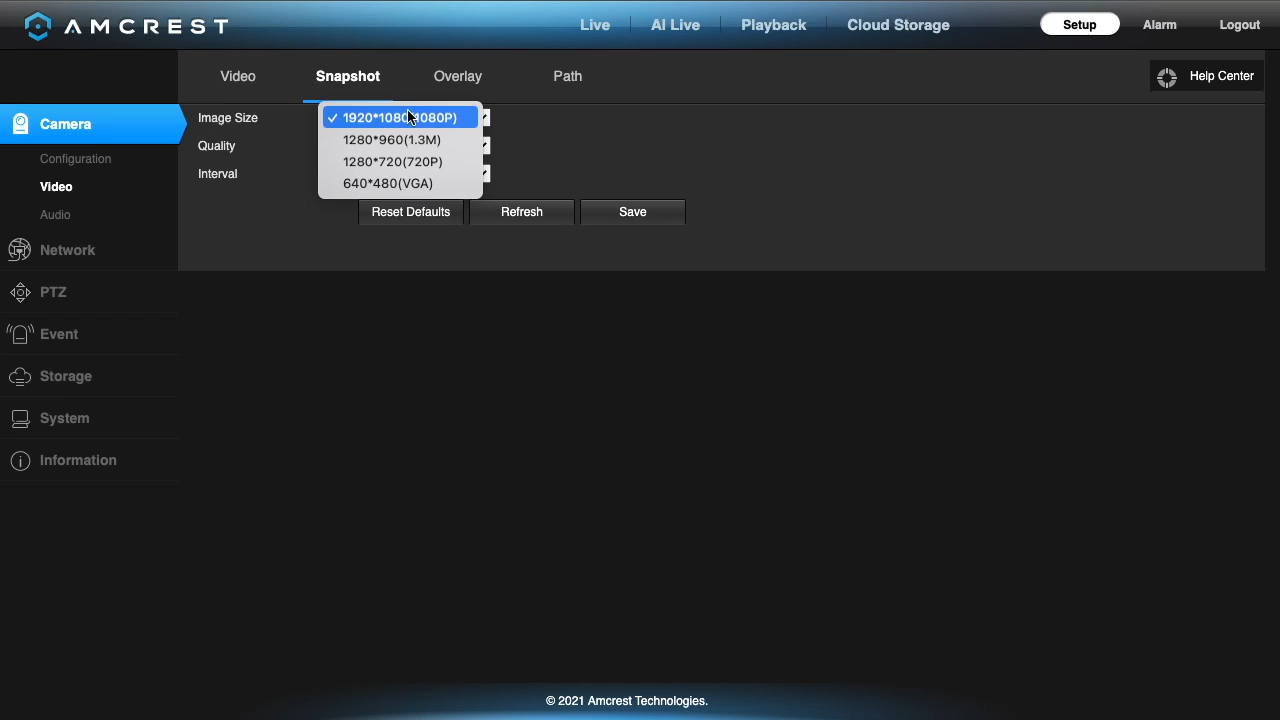 AMCREST
Live
AI Live
Playback
Cloud Storage
Setup
Alarm
Logout
Video
Snapshot
Overlay
Path
Help Center
Camera
Configuration
Video
Audio
Network
PTZ
Event
Storage
System
Information
Image Size
Quality
Interval
1920*1080(1080P)
1280*960(1.3M)
1280*720(720P)
640*480(VGA)
Reset Defaults
Refresh
Save
© 2021 Amcrest Technologies.